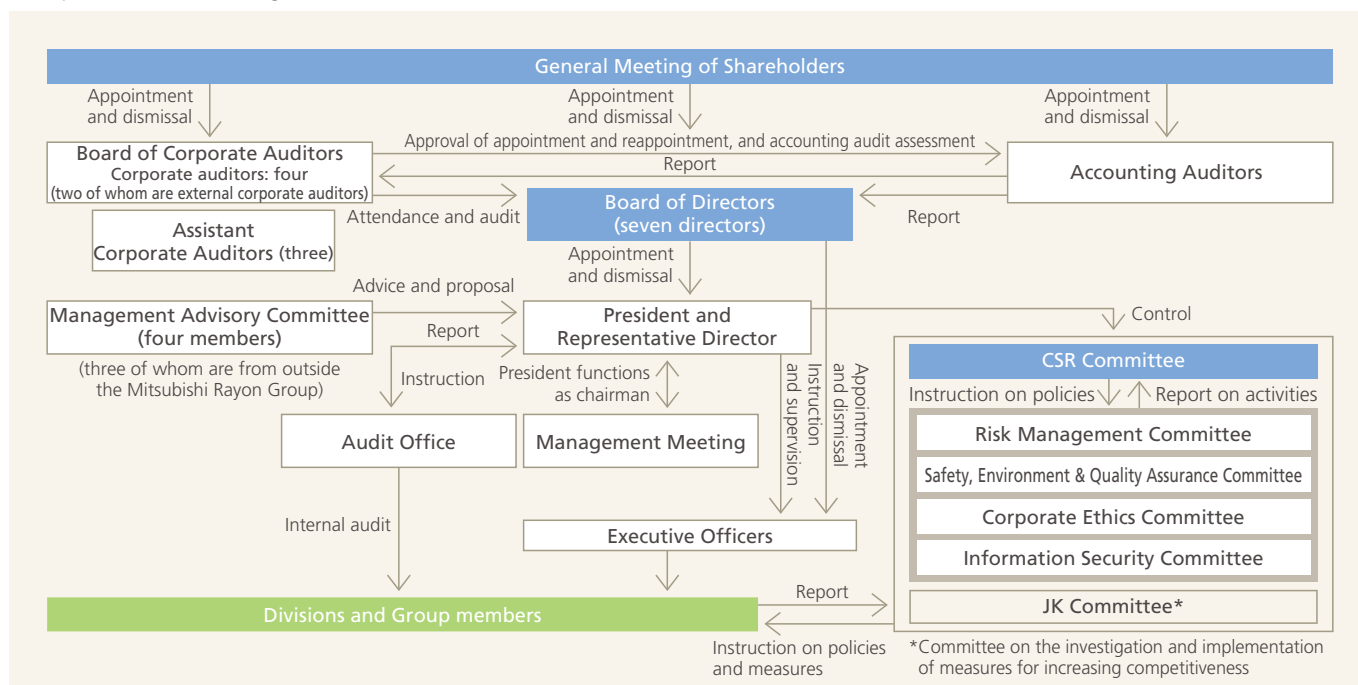 General Meeting of Shareholders
Appointment
and dismissal
Appointment
and dismissal
Appointment
and dismissal
Board of Corporate Auditors
Corporate auditors: four
(two of whom are external corporate auditors)
Approval of appointment and reappointment, and accounting audit assessment
Report
Accounting Auditors
Attendance and audit
Board of Directors
(seven directors)
Report
Assistant
Corporate Auditors (three)
Appointment
and dismissal
Advice and proposal
Management Advisory Committee
(four members)
(three of whom are from outside
the Mitsubishi Rayon Group)
Report
Instruction
President and
Representative Director
Control
President functions
as chairman
Instruction
and supervision
Appointment
and dismissal
Audit Office
Management Meeting
CSR Committee
Instruction on policies
Report on activities
Risk Management Committee
Safety, Environment & Quality Assurance Committee
Corporate Ethics Committee
Information Security Committee
JK Committee*
Internal audit
Executive Officers
Divisions and Group members
Report
Instruction on policies
and measures
*Committee on the investigation and implementation
of measures for increasing competitiveness